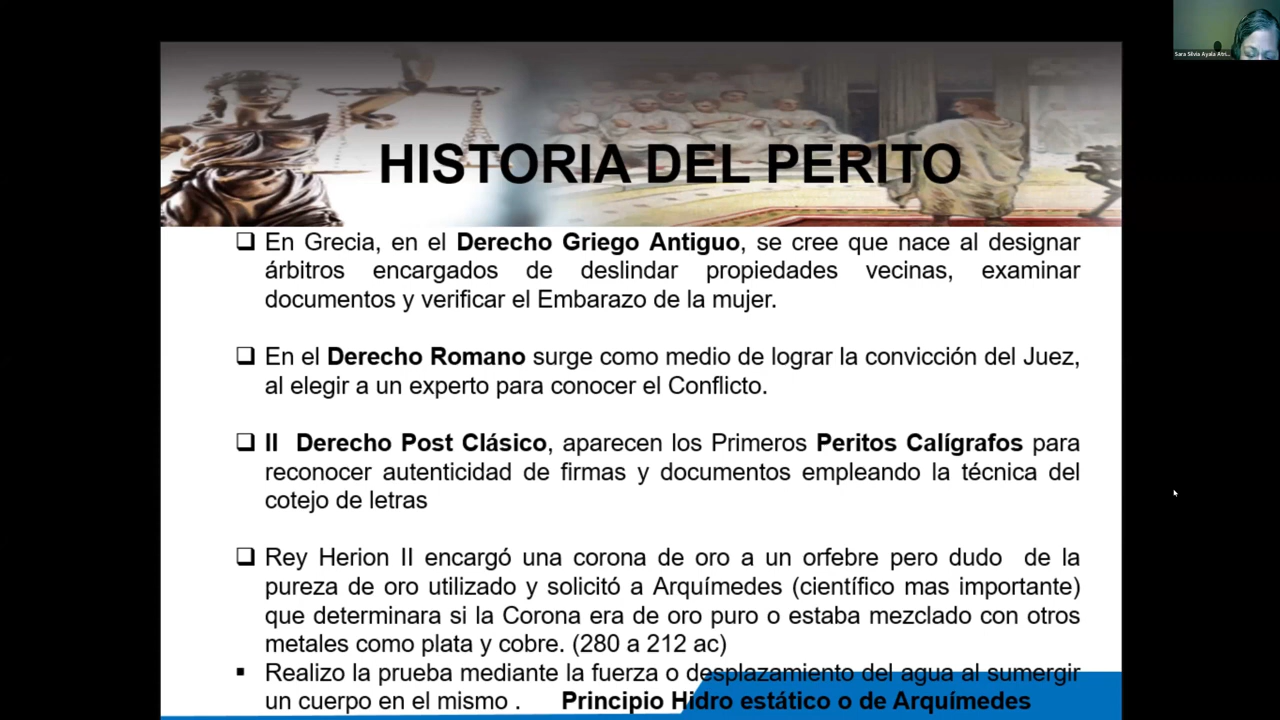 Sara Silvia Ayala Atri...
HISTORIA DEL PERITO
❑ En Grecia, en el Derecho Griego Antiguo, se cree que nace al designar
árbitros encargados de deslindar propiedades vecinas, examinar
documentos y verificar el Embarazo de la mujer.
❑ En el Derecho Romano surge como medio de lograr la convicción del Juez,
al elegir a un experto para conocer el Conflicto.
❑ II Derecho Post Clásico, aparecen los Primeros Peritos Calígrafos para
reconocer autenticidad de firmas y documentos empleando la técnica del
cotejo de letras
❑ Rey Herion II encargó una corona de oro a un orfebre pero dudo de la
pureza de oro utilizado y solicitó a Arquímedes (científico mas importante)
que determinara si la Corona era de oro puro o estaba mezclado con otros
metales como plata y cobre. (280 a 212 ac)
▪ Realizo la prueba mediante la fuerza o desplazamiento del agua al sumergir
un cuerpo en el mismo . Principio Hidro estático o de Arquímedes